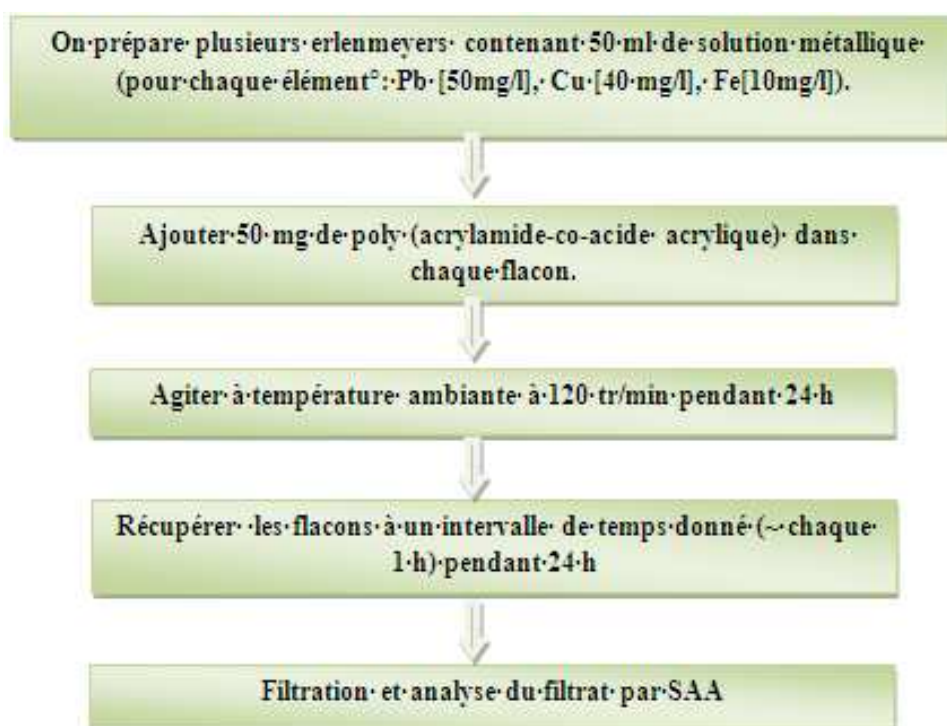 On·prépare·plusieurs·erlenmeyers··contenant·50·ml·de·solution·métallique·
(pour·chaque·élément°:·Pb·[50mg/l],·Cu·[40·mg/l],·Fe[10mg/l]).
Ajouter·50·mg·de·poly·(acrylamide-co-acide··acrylique)·dans·
chaque·flacon.
Agiter·à·température··ambiante·à·120·tr/min·pendant·24·h
Récupérer··les·flacons·à·un·intervalle·de·temps·donné·(~·chaque·
1·h)·pendant·24·h
Filtration·et·analyse·du·filtrat·par·SAA